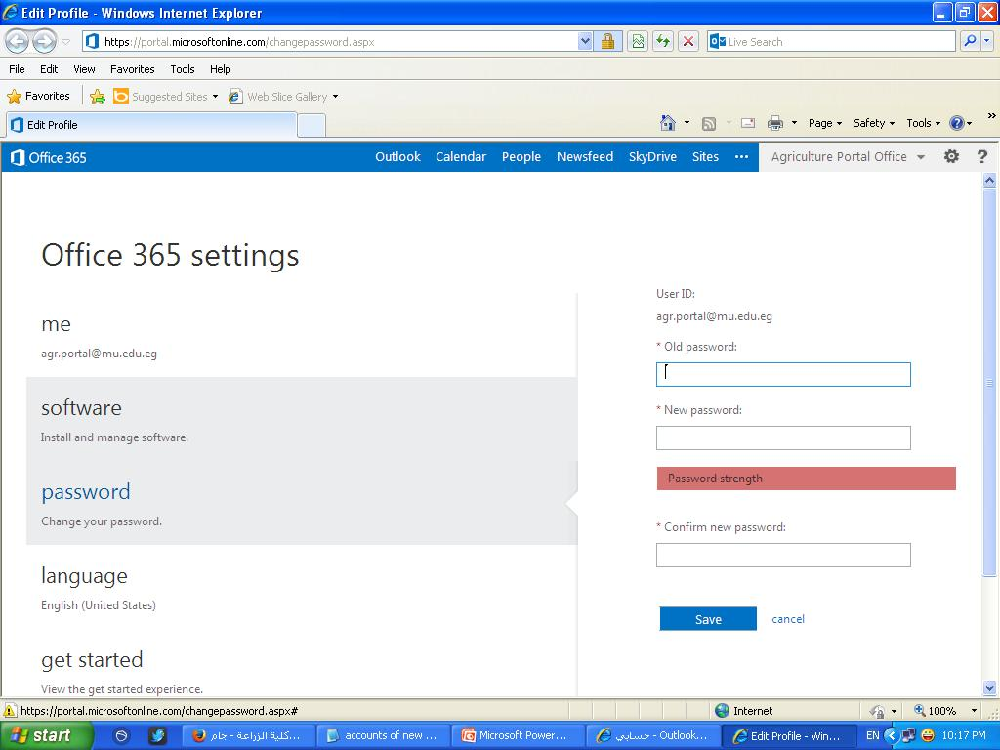 Edit Profile - Windows Internet Explorer
https://portal.microsoftonline.com/changepassword.aspx
Live Search
File Edit View Favorites Tools Help
Favorites Suggested Sites Web Slice Gallery
Edit Profile
Page Safety Tools »
Office 365 Outlook Calendar People Newsfeed SkyDrive Sites ··· Agriculture Portal Office ?
Office 365 settings
me
agr.portal@mu.edu.eg
software
Install and manage software.
password
Change your password.
language
English (United States)
get started
View the get started experience.
User ID:
agr.portal@mu.edu.eg
* Old password:
* New password:
Password strength
* Confirm new password:
Save cancel
https://portal.microsoftonline.com/changepassword.aspx# Internet 100%
start
كلية الزراعة - جام...
accounts of new ...
Microsoft Power...
حسابي - Outlook...
Edit Profile - Win...
EN 10:17 PM